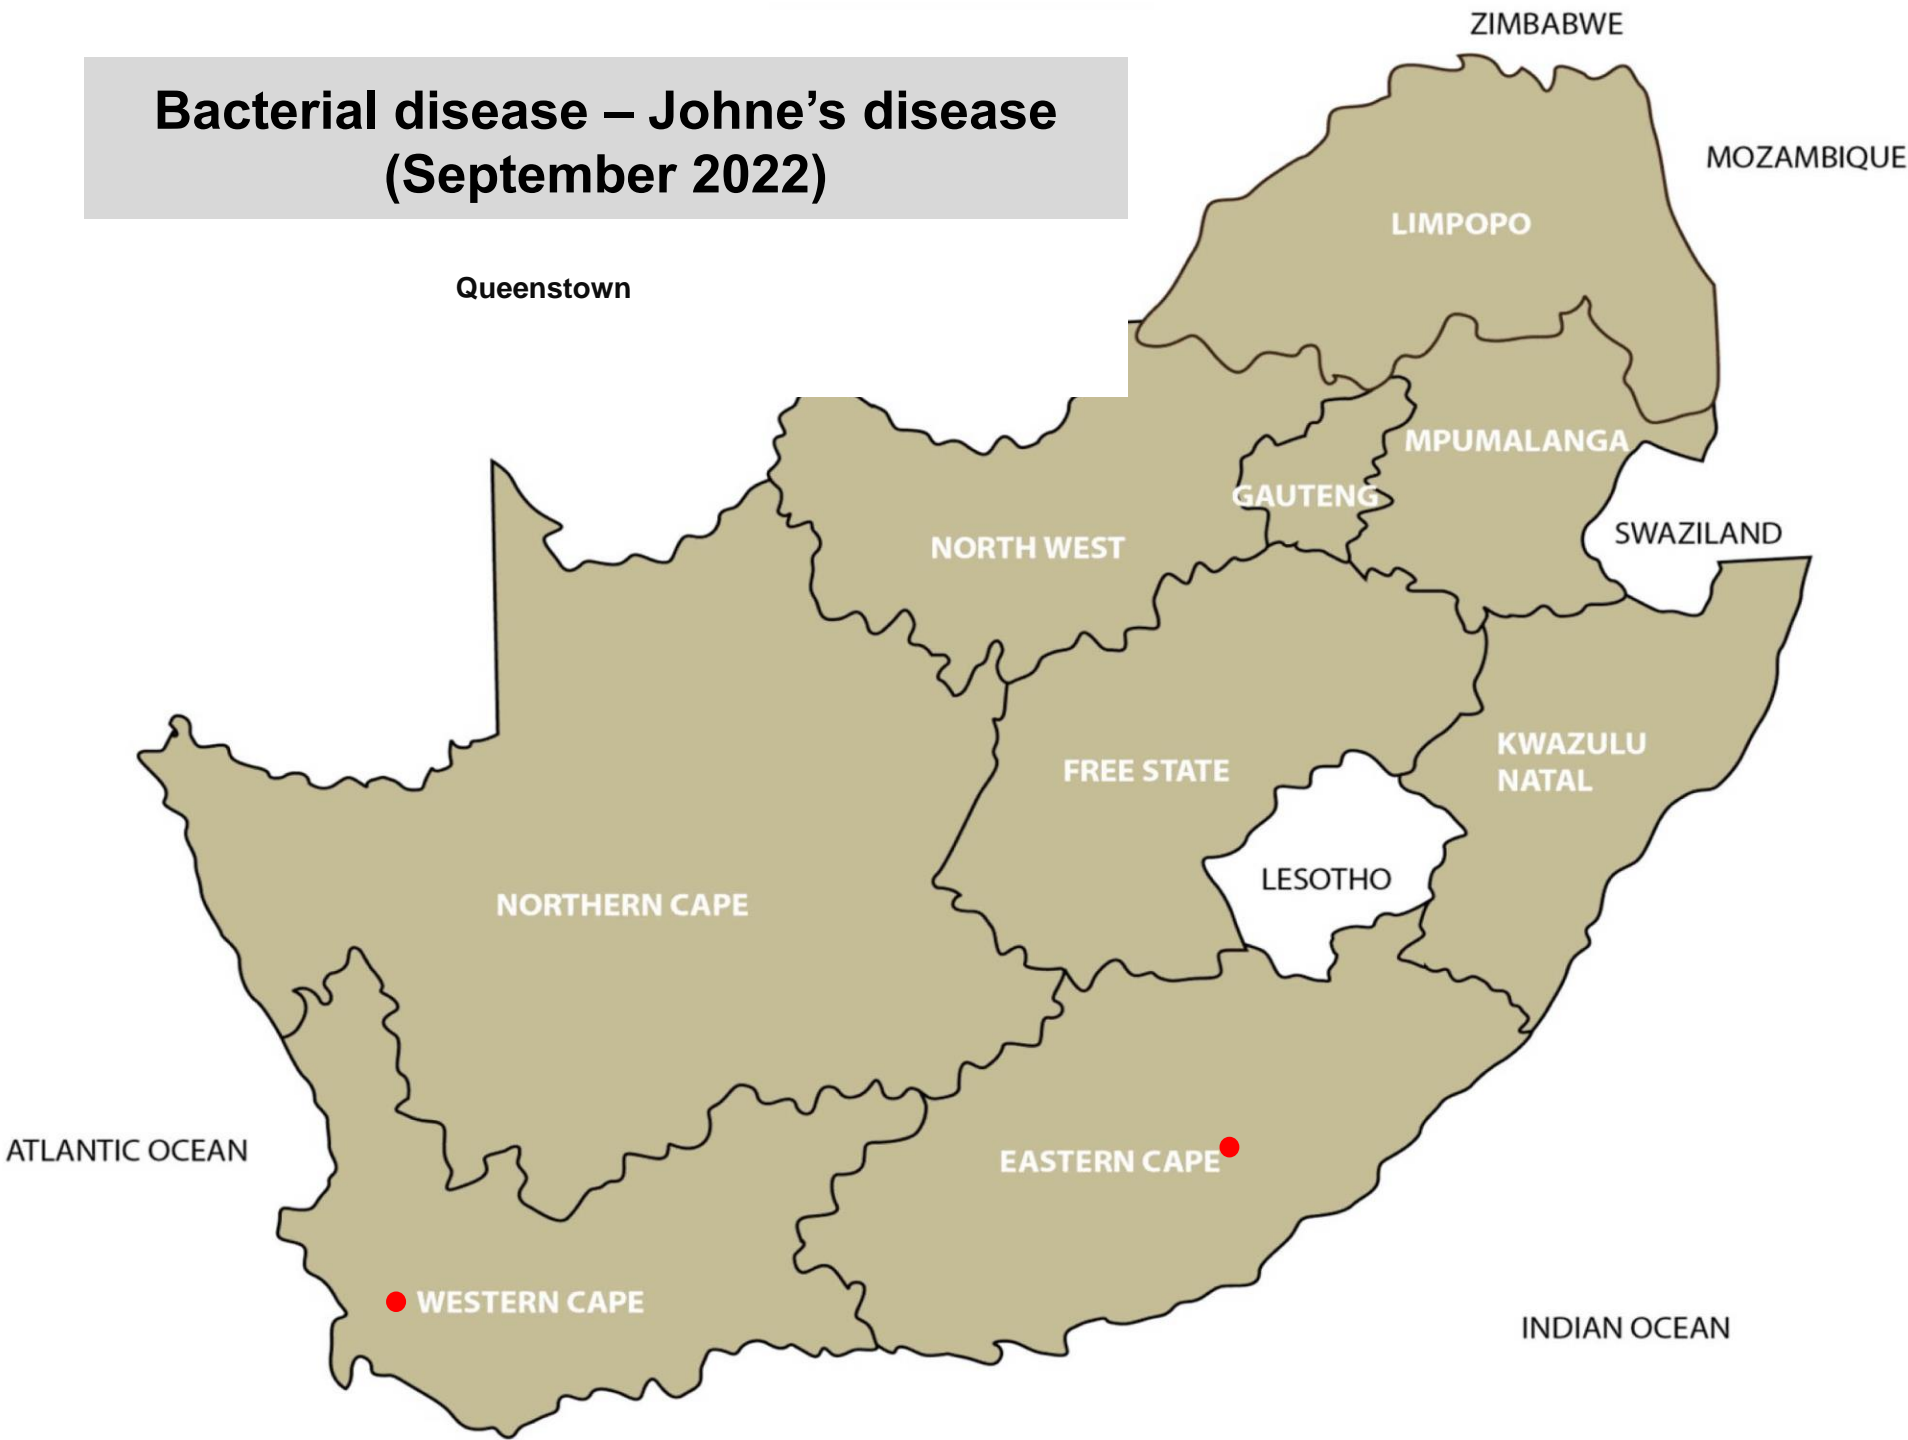 ZIMBABWE
Bacterial disease – Johne’s disease
(September 2022)
MOZAMBIQUE
LIMPOPO
Queenstown
MPUMALANGA
GAUTENG
SWAZILAND
NORTH WEST
KWAZULU
NATAL
FREE STATE
LESOTHO
NORTHERN CAPE
ATLANTIC OCEAN
EASTERN CAPE
WESTERN CAPE
INDIAN OCEAN